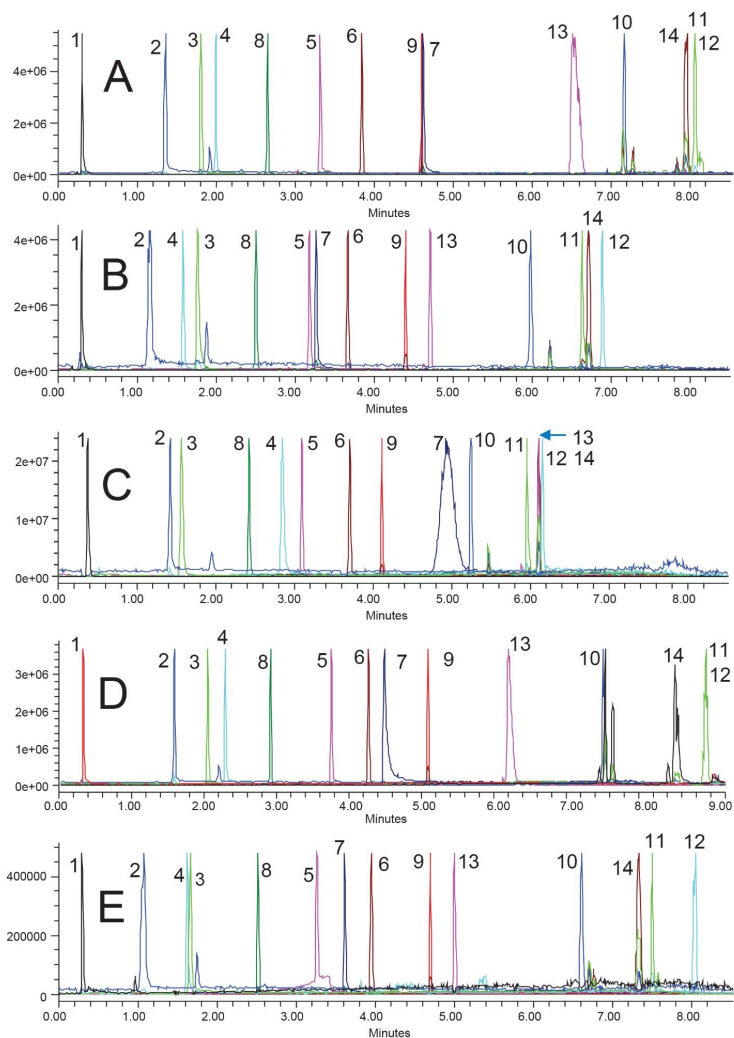 1 2 3 4 8 5 6 9 7 13 10 14 11 12
A
4e+06
2e+06
0e+00
0.00 1.00 2.00 3.00 4.00 5.00 6.00 7.00 8.00
Minutes
1 2 4 3 8 5 7 6 9 13 10 11 14 12
B
4e+06
2e+06
0e+00
0.00 1.00 2.00 3.00 4.00 5.00 6.00 7.00 8.00
Minutes
1 2 3 8 4 5 6 9 7 10 11 13
12 14
C
2e+07
1e+07
0e+00
0.00 1.00 2.00 3.00 4.00 5.00 6.00 7.00 8.00
Minutes
1 2 3 4 8 5 6 7 9 13 10 14 11
12
D
3e+06
2e+06
1e+06
0e+00
0.00 1.00 2.00 3.00 4.00 5.00 6.00 7.00 8.00 9.00
Minutes
1 2 4 3 8 5 7 6 9 13 10 14 11 12
E
400000
200000
0
0.00 1.00 2.00 3.00 4.00 5.00 6.00 7.00 8.00
Minutes